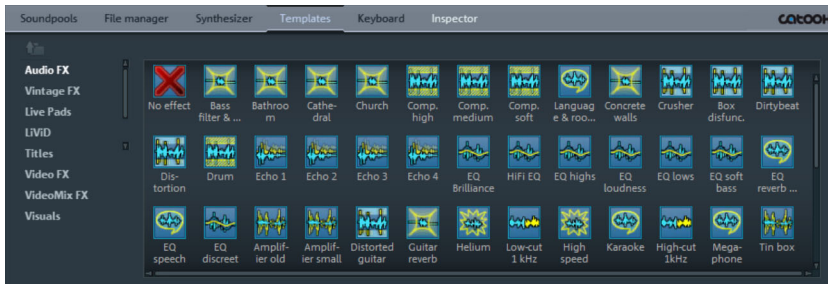 Soundpools File manager Synthesizer Templates Keyboard Inspector
Audio FX
Vintage FX
Live Pads
LiViD
Titles
Video FX
VideoMix FX
Visuals
No effect Bass Bathroo Cathe- Church Comp. Comp. Comp. Languag Concrete Crusher Box Dirtybeat
filter & ... m dral high medium soft e & roo... walls disfunc.
Dis- Drum Echo 1 Echo 2 Echo 3 Echo 4 EQ HiFi EQ EQ highs EQ EQ lows EQ soft EQ
tortion Brilliance loudness bass reverb ...
EQ EQ Amplif- Amplif- Distorted Guitar Helium Low-cut High Karaoke High-cut Mega- Tin box
speech discreet ier old ier small guitar reverb 1 kHz speed 1kHz phone